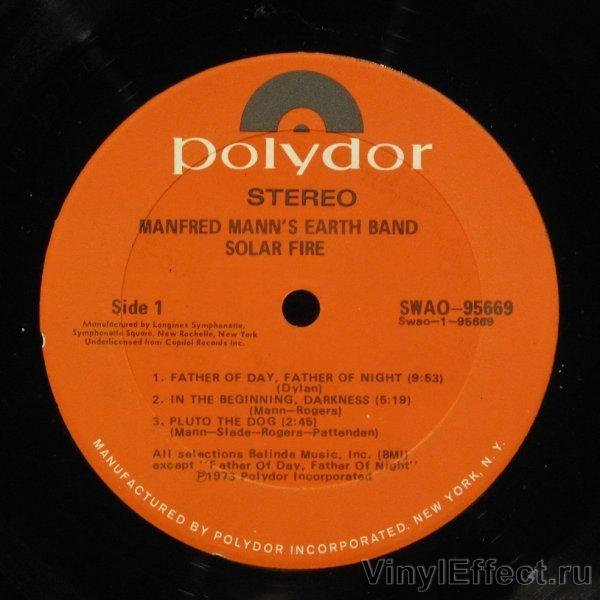 polydor
STEREO
MANFRED MANN'S EARTH BAND
SOLAR FIRE
Side 1
SWAO-95669
Manufactured by Longines Symphonette,
Swao-1-95669
Symphonette Square, New Rochelle, New York
Underlicensed from Capitol Records Inc.
1. FATHER OF DAY, FATHER OF NIGHT (9:53)
(Dylan)
2. IN THE BEGINNING, DARKNESS (5:19)
(Mann-Rogers)
3. PLUTO THE DOG (2:45)
(Mann-Slade-Rogers-Pattenden)
All selections Belinda Music, Inc. (BMI)
except "Father Of Day, Father Of Night"
Ⓟ1973 Polydor Incorporated
MANUFACTURED BY POLYDOR INCORPORATED, NEW YORK, N.Y.
VinylEffect.ru